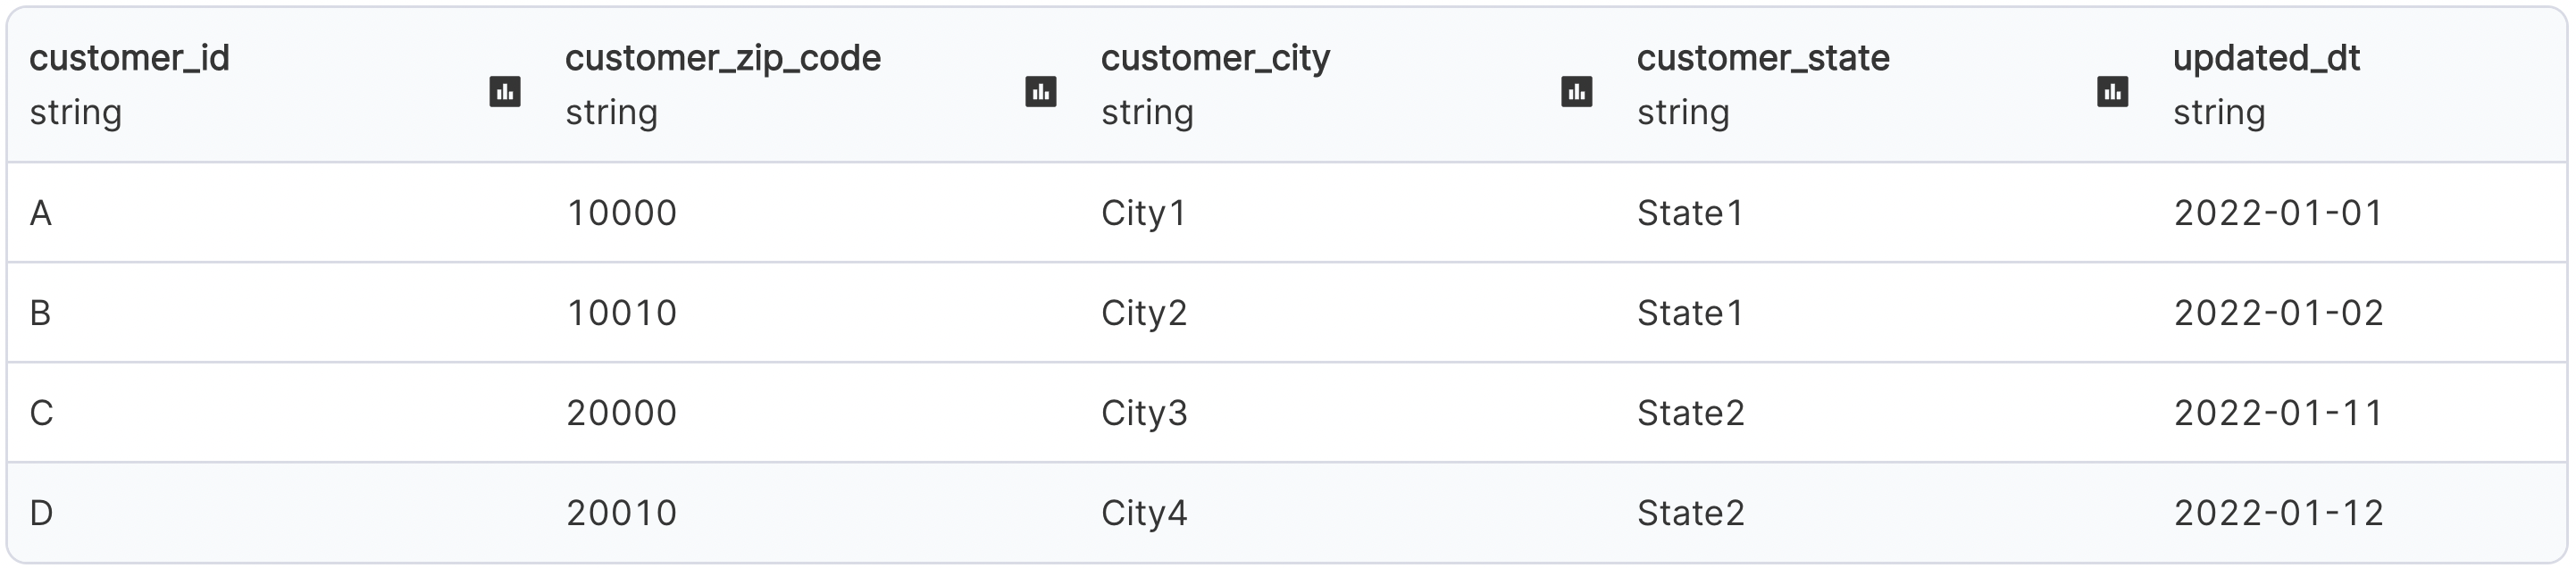 customer_id customer_zip_code customer_city customer_state updated_dt
string string string string string
A 10000 City1 State1 2022-01-01
B 10010 City2 State1 2022-01-02
C 20000 City3 State2 2022-01-11
D 20010 City4 State2 2022-01-12